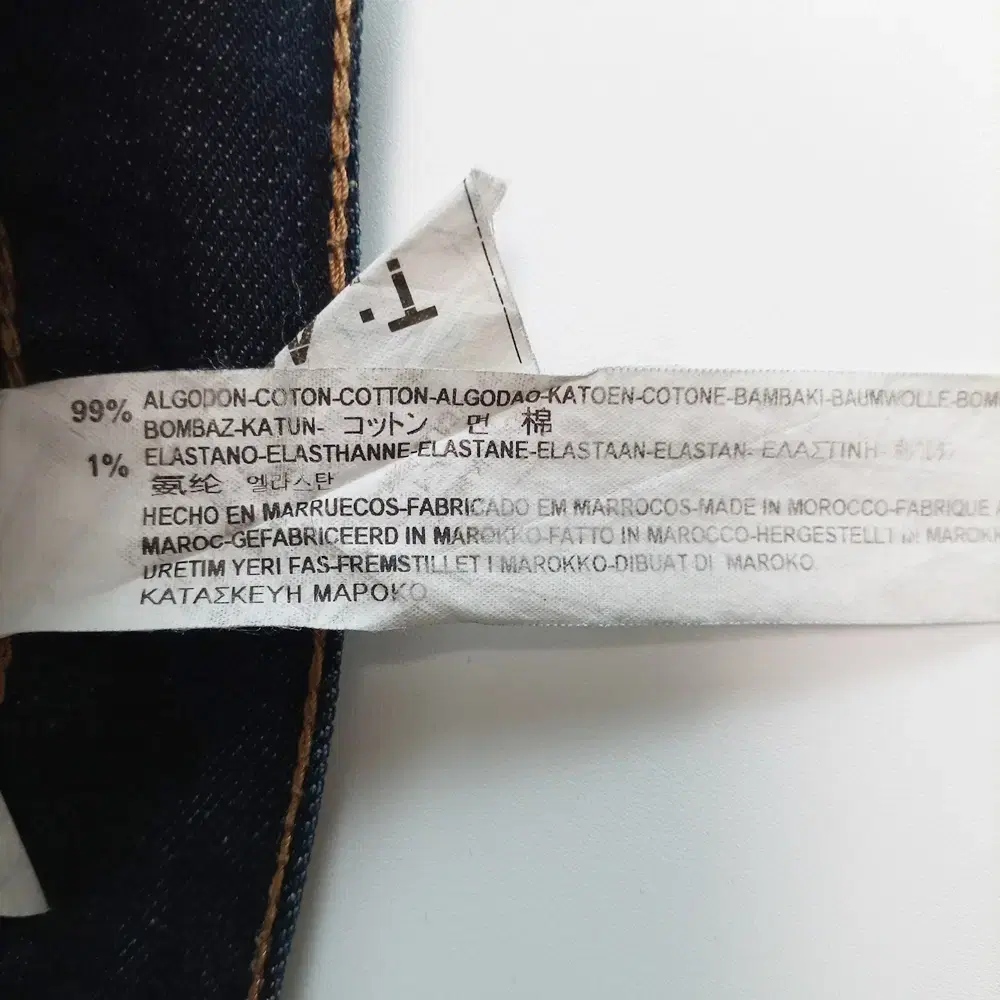 99% ALGODON-COTON-COTTON-ALGODAO-KATOEN-COTONE-BAMBAKI-BAUMWOLLE-BOM
BOMBAZ-KATUN- コットン 면 棉
1% ELASTANO-ELASTHANNE-ELASTANE-ELASTAAN-ELASTAN- ΕΛΑΣΤΙΝΗ-
氨纶 엘라스탄
HECHO EN MARRUECOS-FABRICADO EM MARROCOS-MADE IN MOROCCO-FABRIQUE A
MAROC-GEFABRICEERD IN MAROKKO-FATTO IN MAROCCO-HERGESTELLT IN MAROKK
URETIM YERI FAS-FREMSTILLET I MAROKKO-DIBUAT DI MAROKO
ΚΑΤΑΣΚΕΥΗ ΜΑΡΟΚΟ